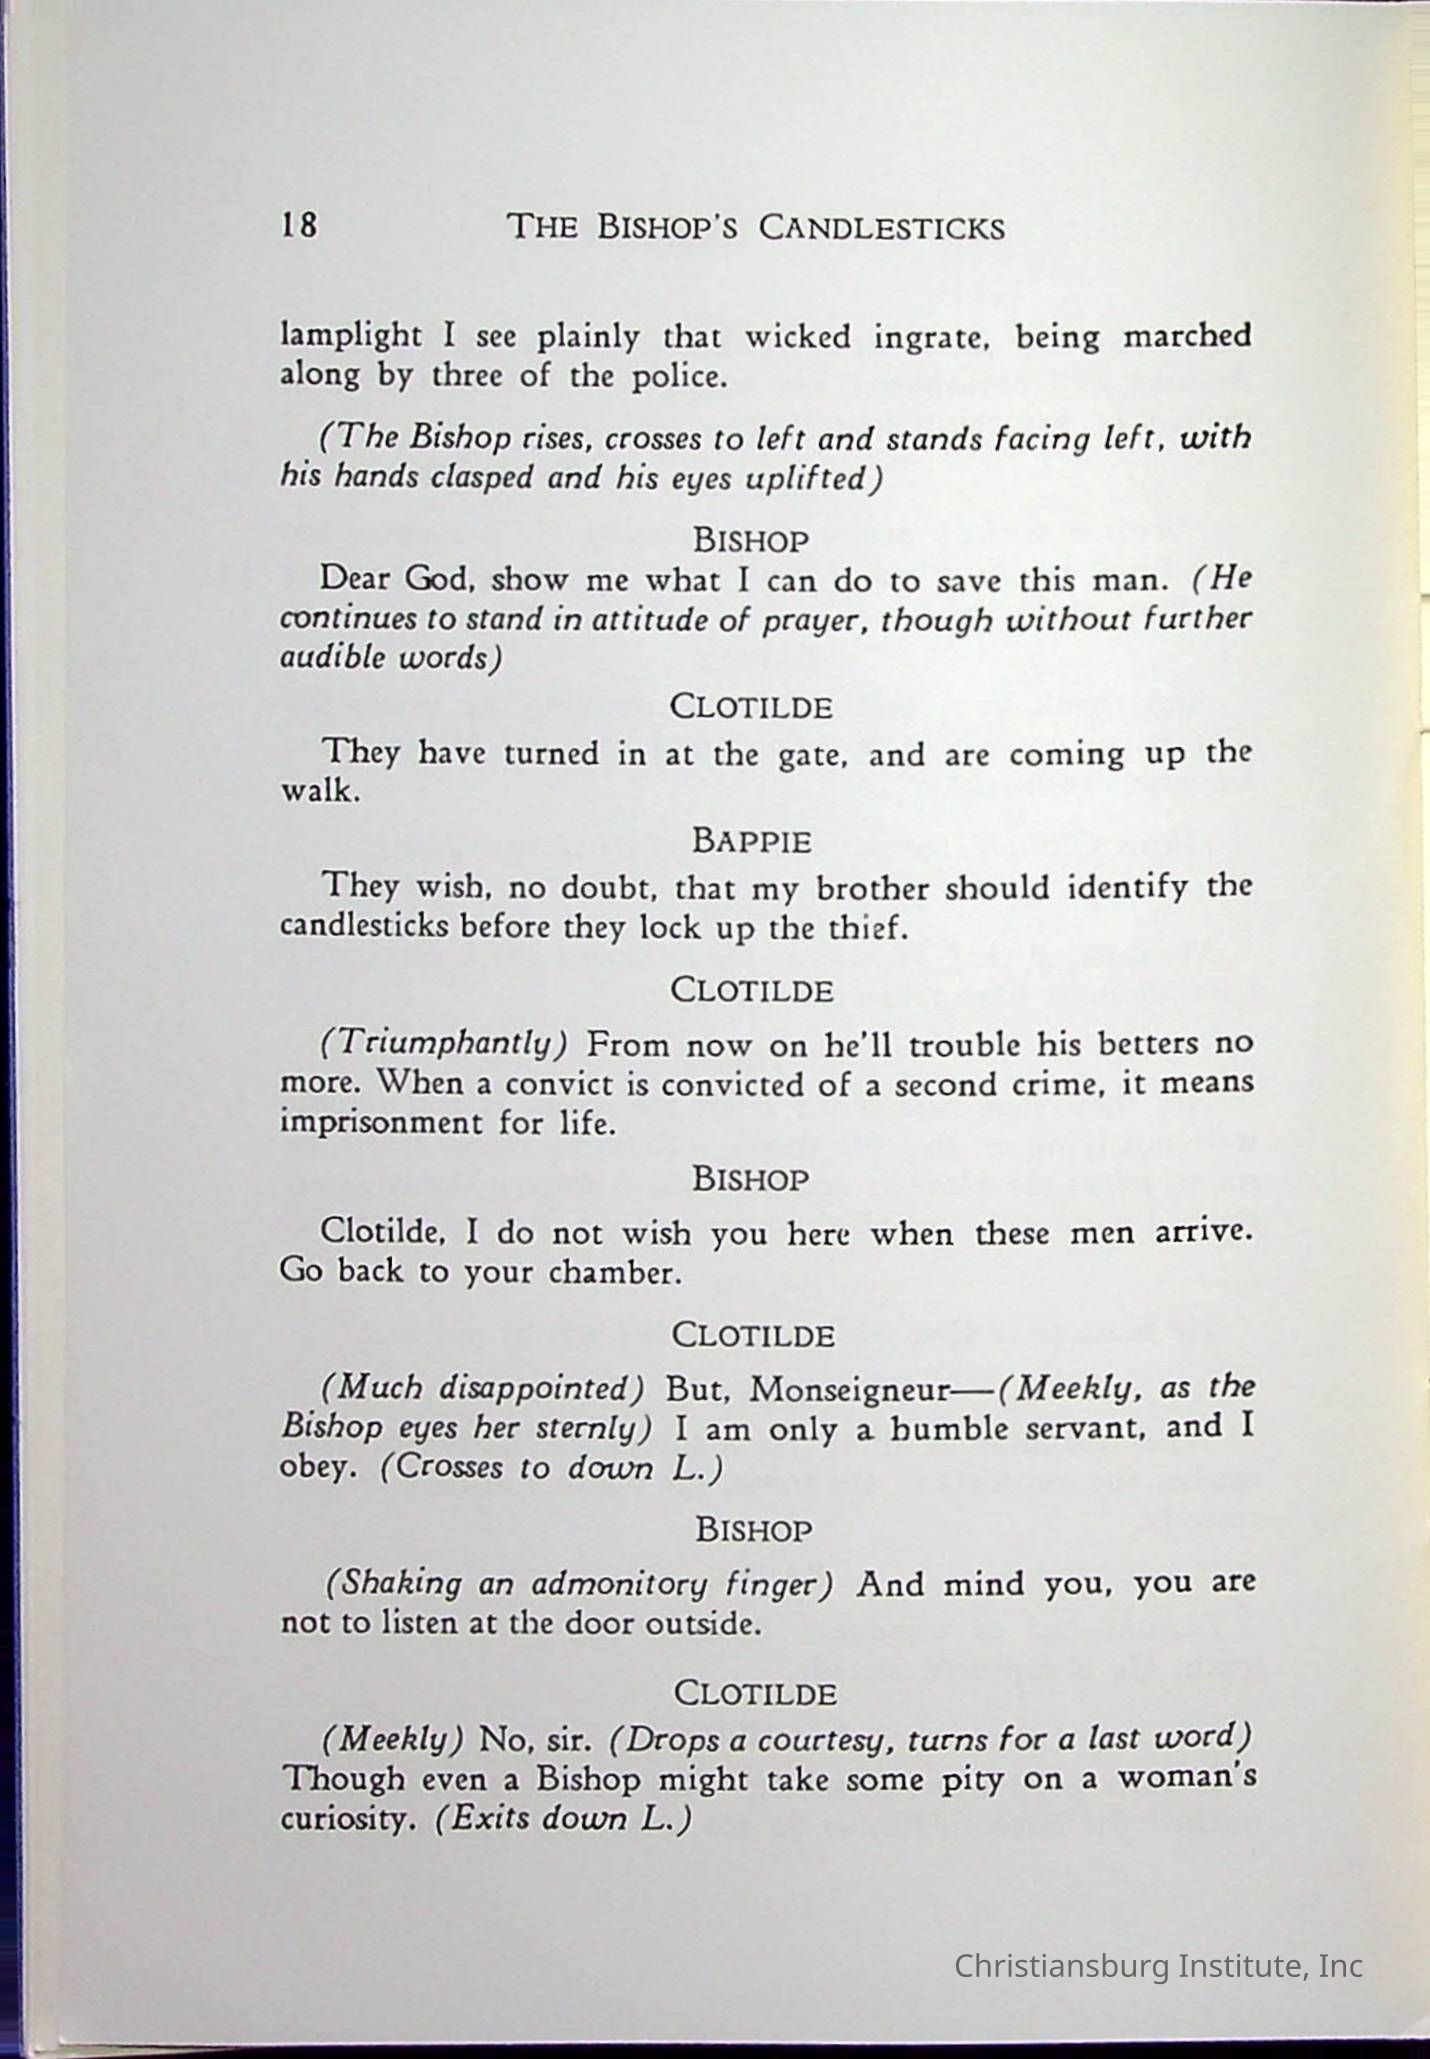 18 THE BISHOP'S CANDLESTICKS
lamplight I see plainly that wicked ingrate, being marched
along by three of the police.
(The Bishop rises, crosses to left and stands facing left, with
his hands clasped and his eyes uplifted)
BISHOP
Dear God, show me what I can do to save this man. (He
continues to stand in attitude of prayer, though without further
audible words)
CLOTILDE
They have turned in at the gate, and are coming up the
walk.
BAPPIE
They wish, no doubt, that my brother should identify the
candlesticks before they lock up the thief.
CLOTILDE
(Triumphantly) From now on he'll trouble his betters no
more. When a convict is convicted of a second crime, it means
imprisonment for life.
BISHOP
Clotilde, I do not wish you here when these men arrive.
Go back to your chamber.
CLOTILDE
(Much disappointed) But, Monseigneur—(Meekly, as the
Bishop eyes her sternly) I am only a humble servant, and I
obey. (Crosses to down L.)
BISHOP
(Shaking an admonitory finger) And mind you, you are
not to listen at the door outside.
CLOTILDE
(Meekly) No, sir. (Drops a courtesy, turns for a last word)
Though even a Bishop might take some pity on a woman's
curiosity. (Exits down L.)
Christiansburg Institute, Inc